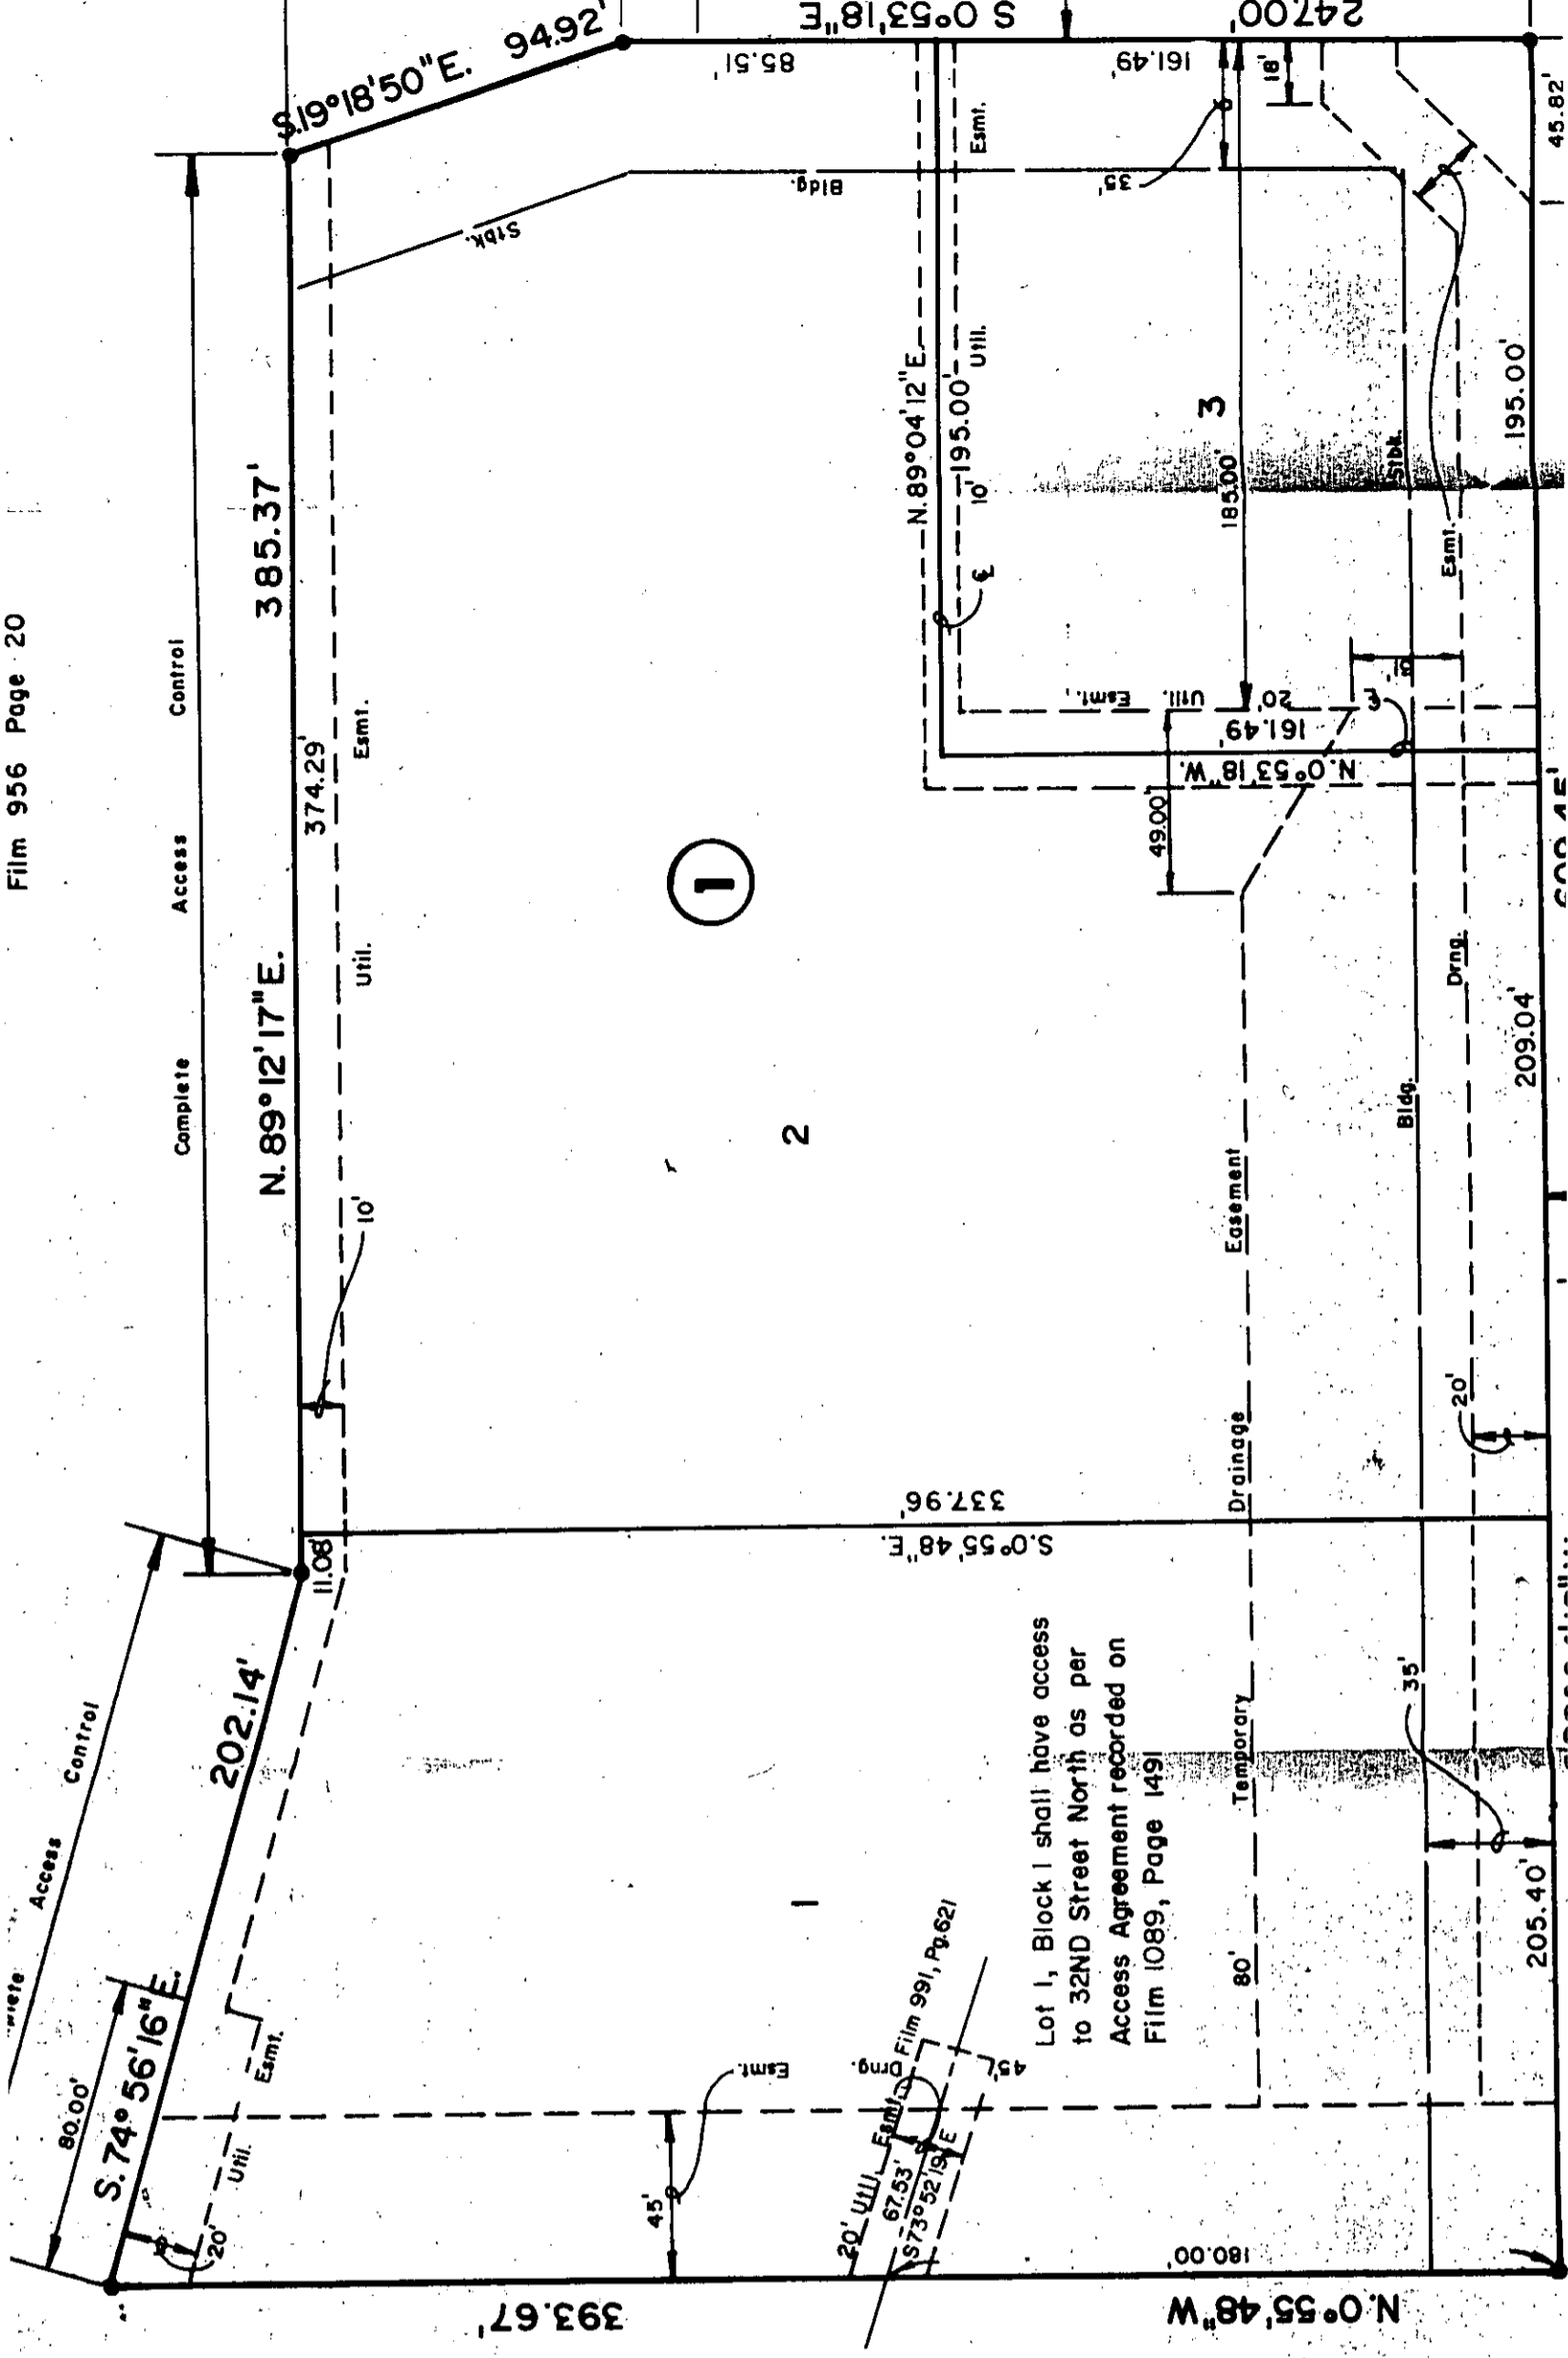 Film 956 Page 20
Complete Access Control
N.89°12'17"E. 385.37'
374.29'
10' Util. Esmt.
S.19°18'50"E. 94.92'
S 0°53'18"E
247.00'
85.51'
161.49'
18'
35'
Bldg.
Stbk.
N.89°04'12"E.
195.00'
10' Util. Esmt.
℄
185.00'
3
20' Util. Esmt.
161.49'
N.0°53'18"W.
49.00'
℄
Stbk.
Esmt.
195.00'
45.82'
1
2
Temporary Drainage Easement
80'
Bldg.
Drng.
209.04'
20'
Access Control
202.14'
S.74°56'16"E.
80.00'
11.08'
Util. Esmt.
20'
S.0°55'48"E.
337.96'
1
45'
Esmt.
20' Util. Esmt. Film 991, Pg.621
Drng.
67.53'
S73°52'19"E
45'
Lot 1, Block 1 shall have access
to 32ND Street North as per
Access Agreement recorded on
Film 1089, Page 1491
35'
205.40'
180.00'
393.67'
N.0°55'48"W